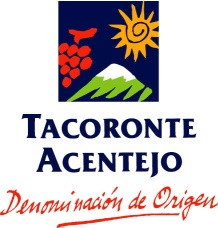 TACORONTE
ACENTEJO
Denominación de Origen